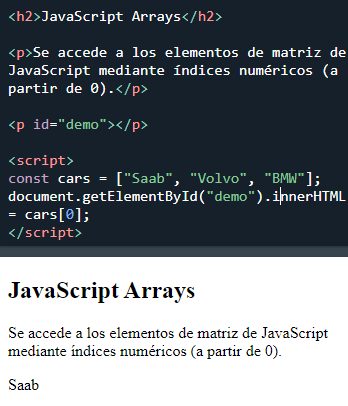 <h2>JavaScript Arrays</h2>
<p>Se accede a los elementos de matriz de
JavaScript mediante índices numéricos (a
partir de 0).</p>
<p id="demo"></p>
<script>
const cars = ["Saab", "Volvo", "BMW"];
document.getElementById("demo").innerHTML
= cars[0];
</script>
JavaScript Arrays
Se accede a los elementos de matriz de JavaScript
mediante índices numéricos (a partir de 0).
Saab